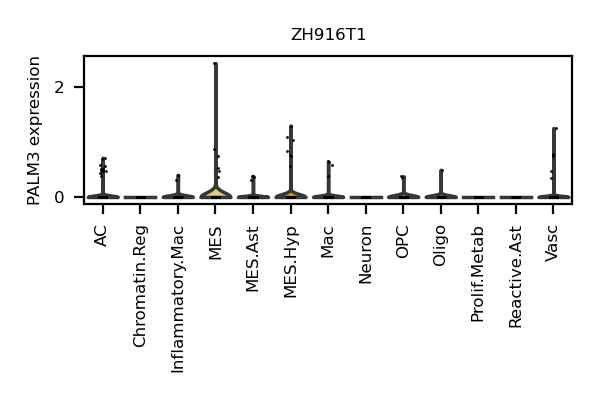 ZH916T1
PALM3 expression
2
0
AC
Chromatin.Reg
Inflammatory.Mac
MES
MES.Ast
MES.Hyp
Mac
Neuron
OPC
Oligo
Prolif.Metab
Reactive.Ast
Vasc